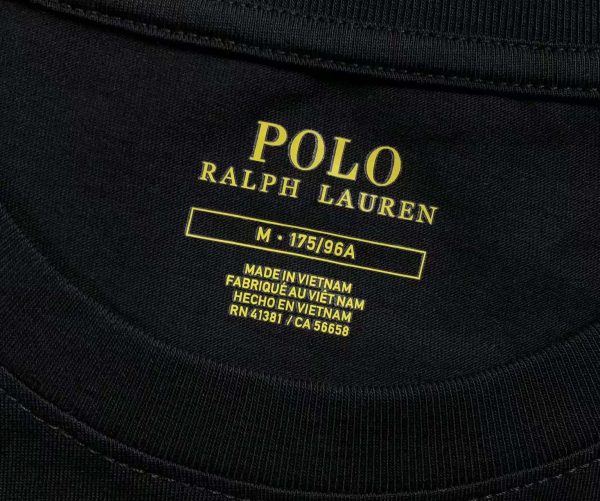 POLO
RALPH LAUREN
M • 175/96A
MADE IN VIETNAM
FABRIQUÉ AU VIÊT NAM
HECHO EN VIETNAM
RN 41381 / CA 56658